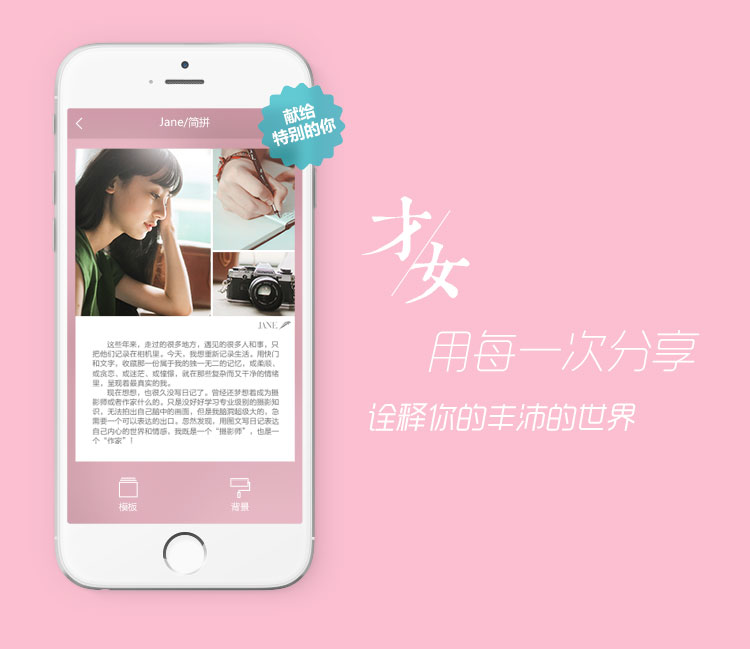 Jane/简拼
献给
特别的你
JANE
这些年来，走过的很多地方，遇见的很多人和事，只
把他们记录在相机里。今天，我想重新记录生活。用快门
和文字，收藏那一份属于我的独一无二的记忆，或柔顺、
或贪恋、或迷茫、或憧憬，就在那些复杂而又干净的情绪
里，呈现着最真实的我。
现在想想，也很久没写日记了。曾经还梦想着成为摄
影师或者作家什么的。只是没好好学习专业级别的摄影知
识，无法拍出自己脑中的画面，但是我脑洞超级大的，急
需要一个可以表达的出口。忽然发现，用图文写日记表达
自己内心的世界和情感，我既是一个“摄影师”，也是一
个“作家”！
模板
背景
才/女
用每一次分享
诠释你的丰沛的世界